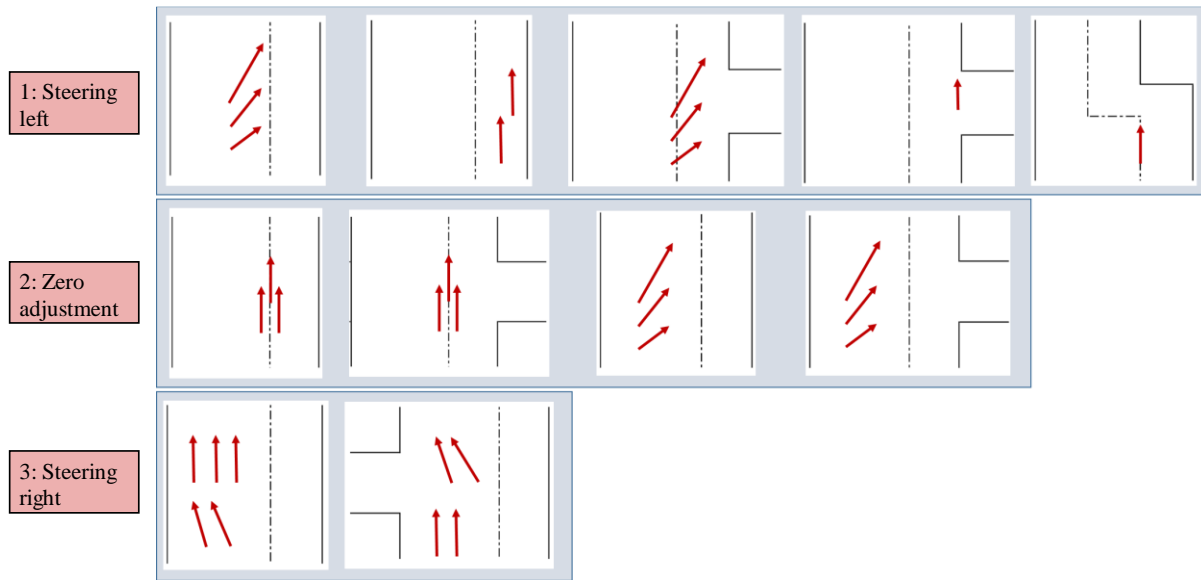 1: Steering
left
2: Zero
adjustment
3: Steering
right